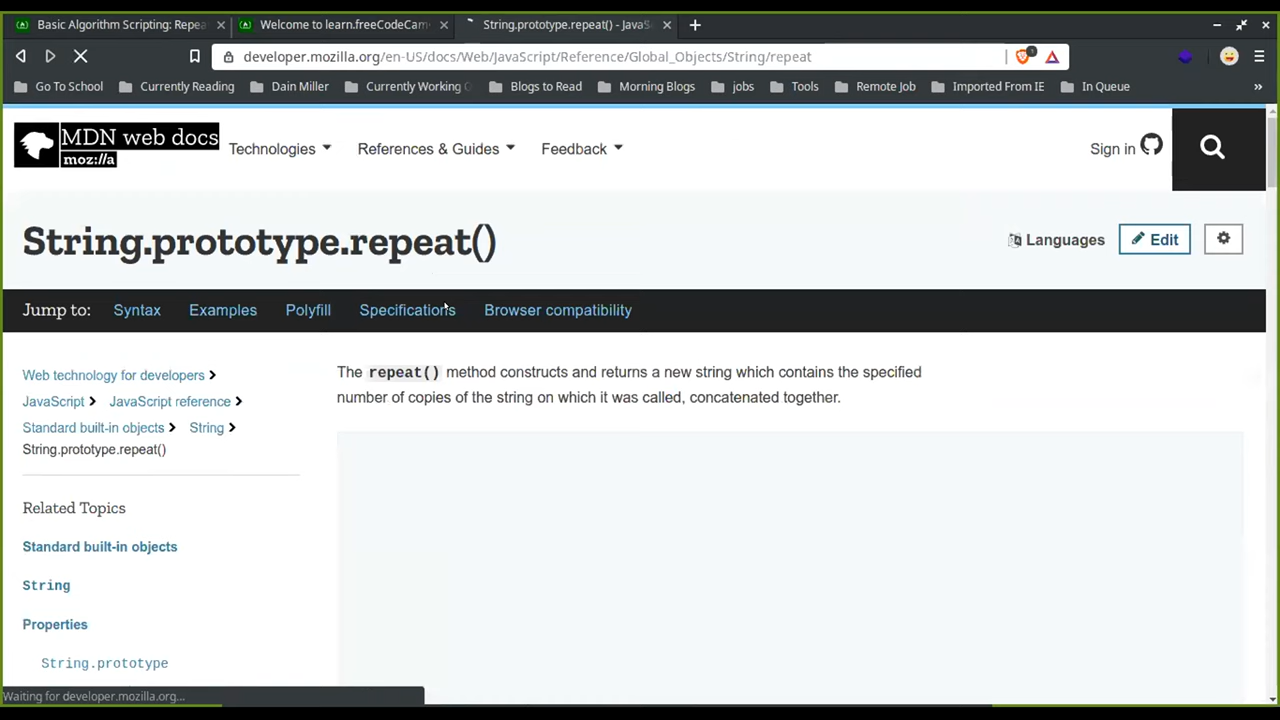 Basic Algorithm Scripting: Repea
Welcome to learn.freeCodeCam
String.prototype.repeat() - JavaS
developer.mozilla.org/en-US/docs/Web/JavaScript/Reference/Global_Objects/String/repeat
1
Go To School
Currently Reading
Dain Miller
Currently Working
Blogs to Read
Morning Blogs
jobs
Tools
Remote Job
Imported From IE
In Queue
»
MDN web docs
moz://a
Technologies
References & Guides
Feedback
Sign in
String.prototype.repeat()
Languages
Edit
Jump to:
Syntax
Examples
Polyfill
Specifications
Browser compatibility
Web technology for developers
JavaScript
JavaScript reference
Standard built-in objects
String
String.prototype.repeat()
Related Topics
Standard built-in objects
String
Properties
String.prototype
The repeat() method constructs and returns a new string which contains the specified
number of copies of the string on which it was called, concatenated together.
Waiting for developer.mozilla.org...